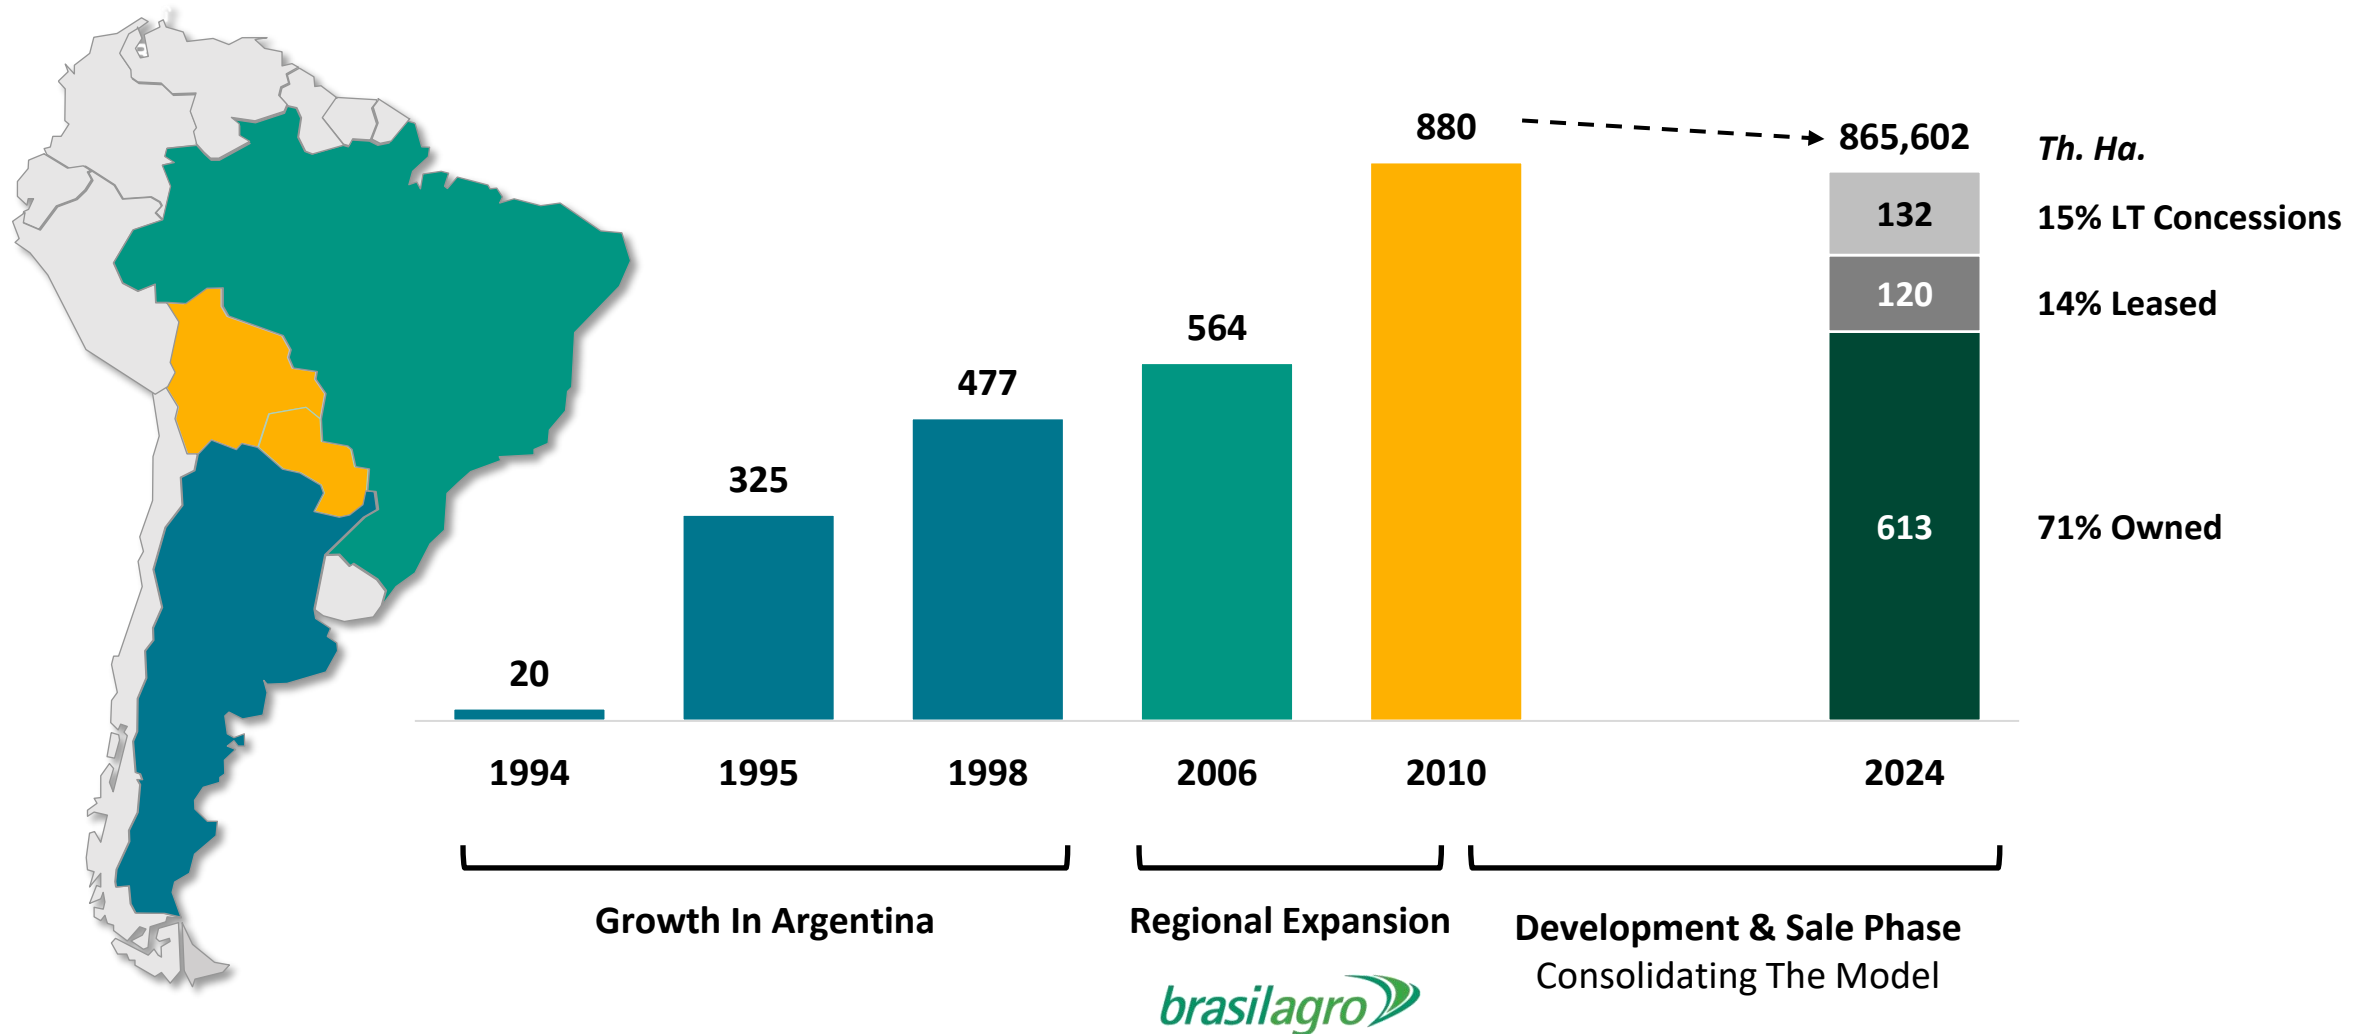 880
865,602
Th. Ha.
132
15% LT Concessions
120
14% Leased
564
477
325
613
71% Owned
20
1994
1995
1998
2006
2010
2024
Growth In Argentina
Regional Expansion
Development & Sale Phase
Consolidating The Model
brasilagro